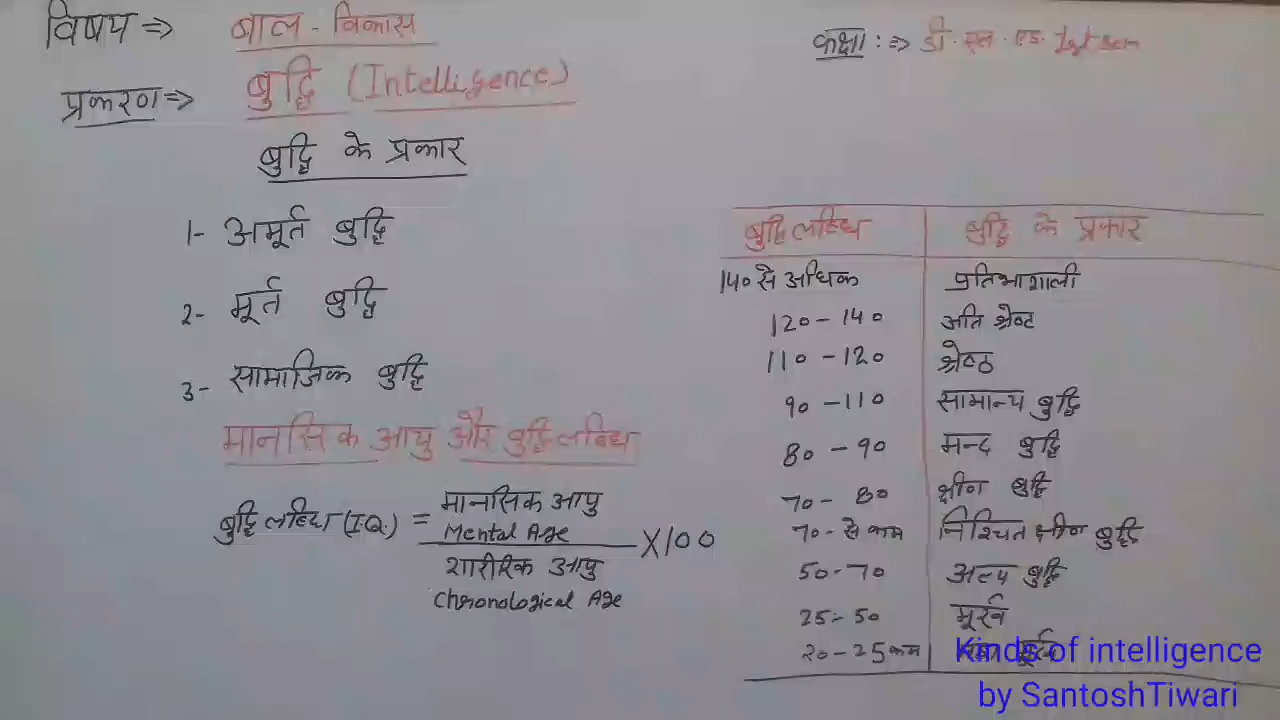 विषय => बाल - विकास
कक्षा :=> डी. एल. एड. Ist Sem
प्रकरण => बुद्धि (Intelligence)
बुद्धि के प्रकार
1- अमूर्त बुद्धि
2- मूर्त बुद्धि
3- सामाजिक बुद्धि
मानसिक आयु और बुद्धिलब्धि
बुद्धि लब्धि (I.Q.) = मानसिक आयु
Mental Age
X100
शारीरिक आयु
Chronological Age
बुद्धिलब्धि बुद्धि के प्रकार
140 से अधिक प्रतिभाशाली
120 - 140 अति श्रेष्ठ
110 - 120 श्रेष्ठ
90 - 110 सामान्य बुद्धि
80 - 90 मन्द बुद्धि
70 - 80 क्षीण बुद्धि
70 - से कम निश्चित क्षीण बुद्धि
50 - 70 अल्प बुद्धि
25 - 50 मूर्ख
20 - 25 कम
Kinds of intelligence
by SantoshTiwari